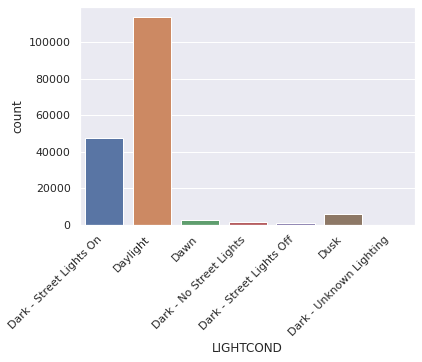 100000
80000
60000
40000
20000
0
count
Dark - Street Lights On
Daylight
Dawn
Dark - No Street Lights
Dark - Street Lights Off
Dusk
Dark - Unknown Lighting
LIGHTCOND